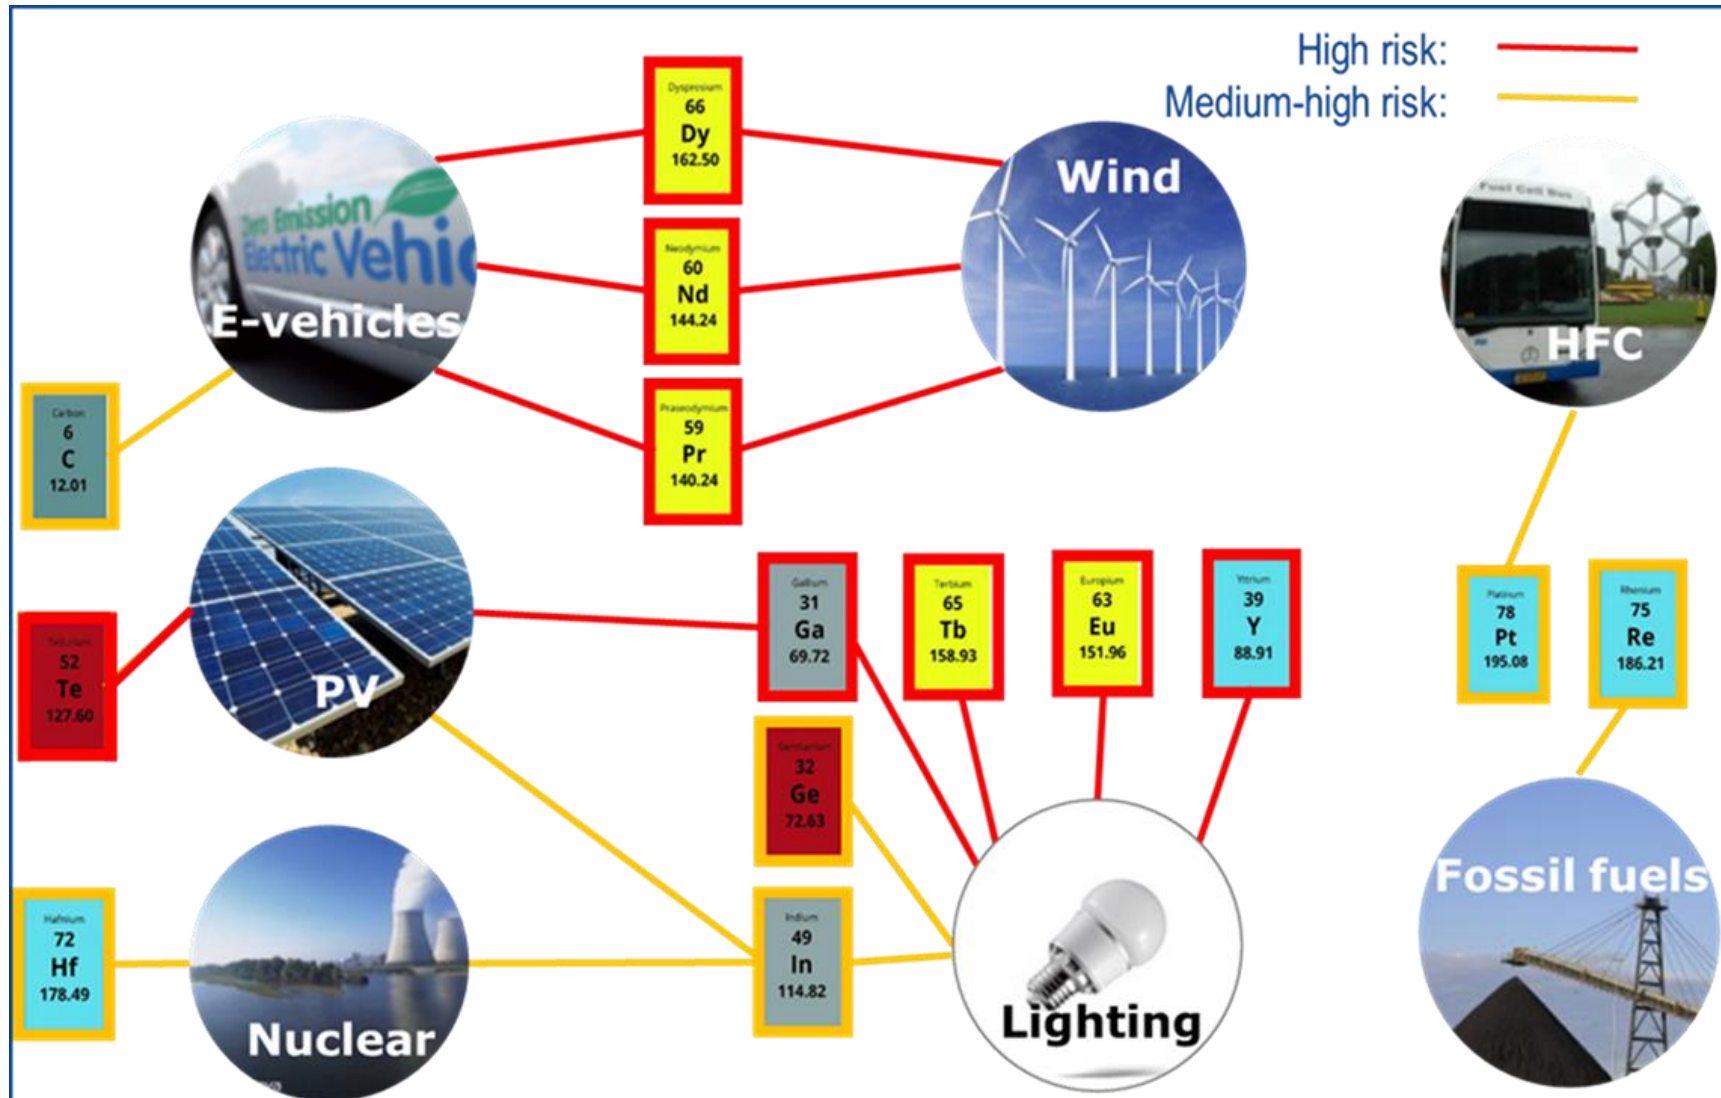 High risk:
Medium-high risk:
Dysprosium
66
Dy
162.50
Zero Emission
Electric Vehic
E-vehicles
Wind
Fuel Cell Bus
HFC
Neodymium
60
Nd
144.24
Praseodymium
59
Pr
140.24
Carbon
6
C
12.01
PV
Tellurium
52
Te
127.60
Gallium
31
Ga
69.72
Terbium
65
Tb
158.93
Europium
63
Eu
151.96
Yttrium
39
Y
88.91
Platinum
78
Pt
195.08
Rhenium
75
Re
186.21
Germanium
32
Ge
72.63
Hafnium
72
Hf
178.49
Nuclear
Indium
49
In
114.82
Lighting
Fossil fuels